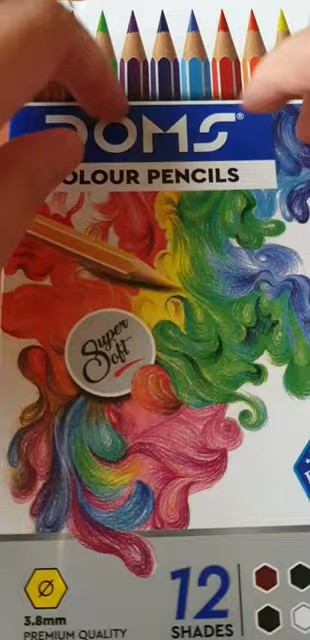 DOMS®
COLOUR PENCILS
Super
Soft
3.8mm
PREMIUM QUALITY
12
SHADES